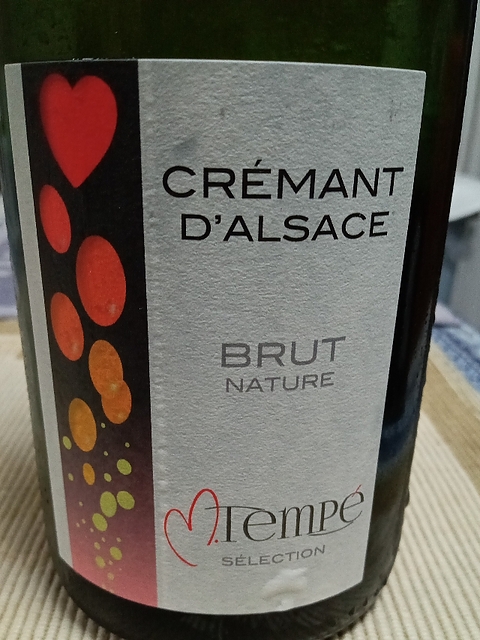 CRÉMANT
D'ALSACE
BRUT
NATURE
M.Tempé
SÉLECTION